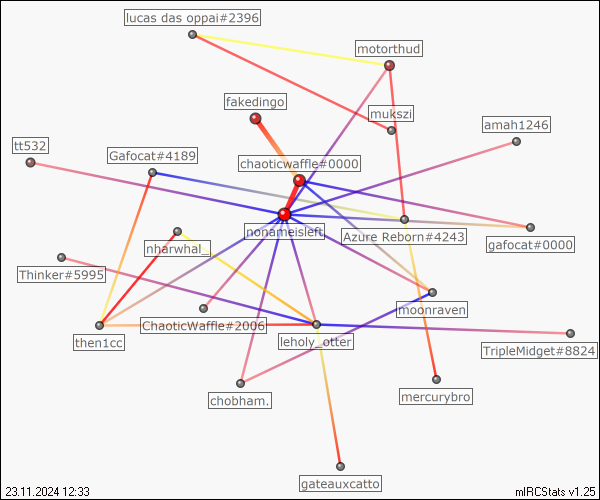 lucas das oppai#2396
motorthud
fakedingo
mukszi
amah1246
tt532
Gafocat#4189
chaoticwaffle#0000
nonameisleft
Azure Reborn#4243
gafocat#0000
nharwhal_
Thinker#5995
moonraven
ChaoticWaffle#2006
then1cc
leholy_otter
TripleMidget#8824
chobham.
mercurybro
gateauxcatto
23.11.2024 12:33
mIRCStats v1.25